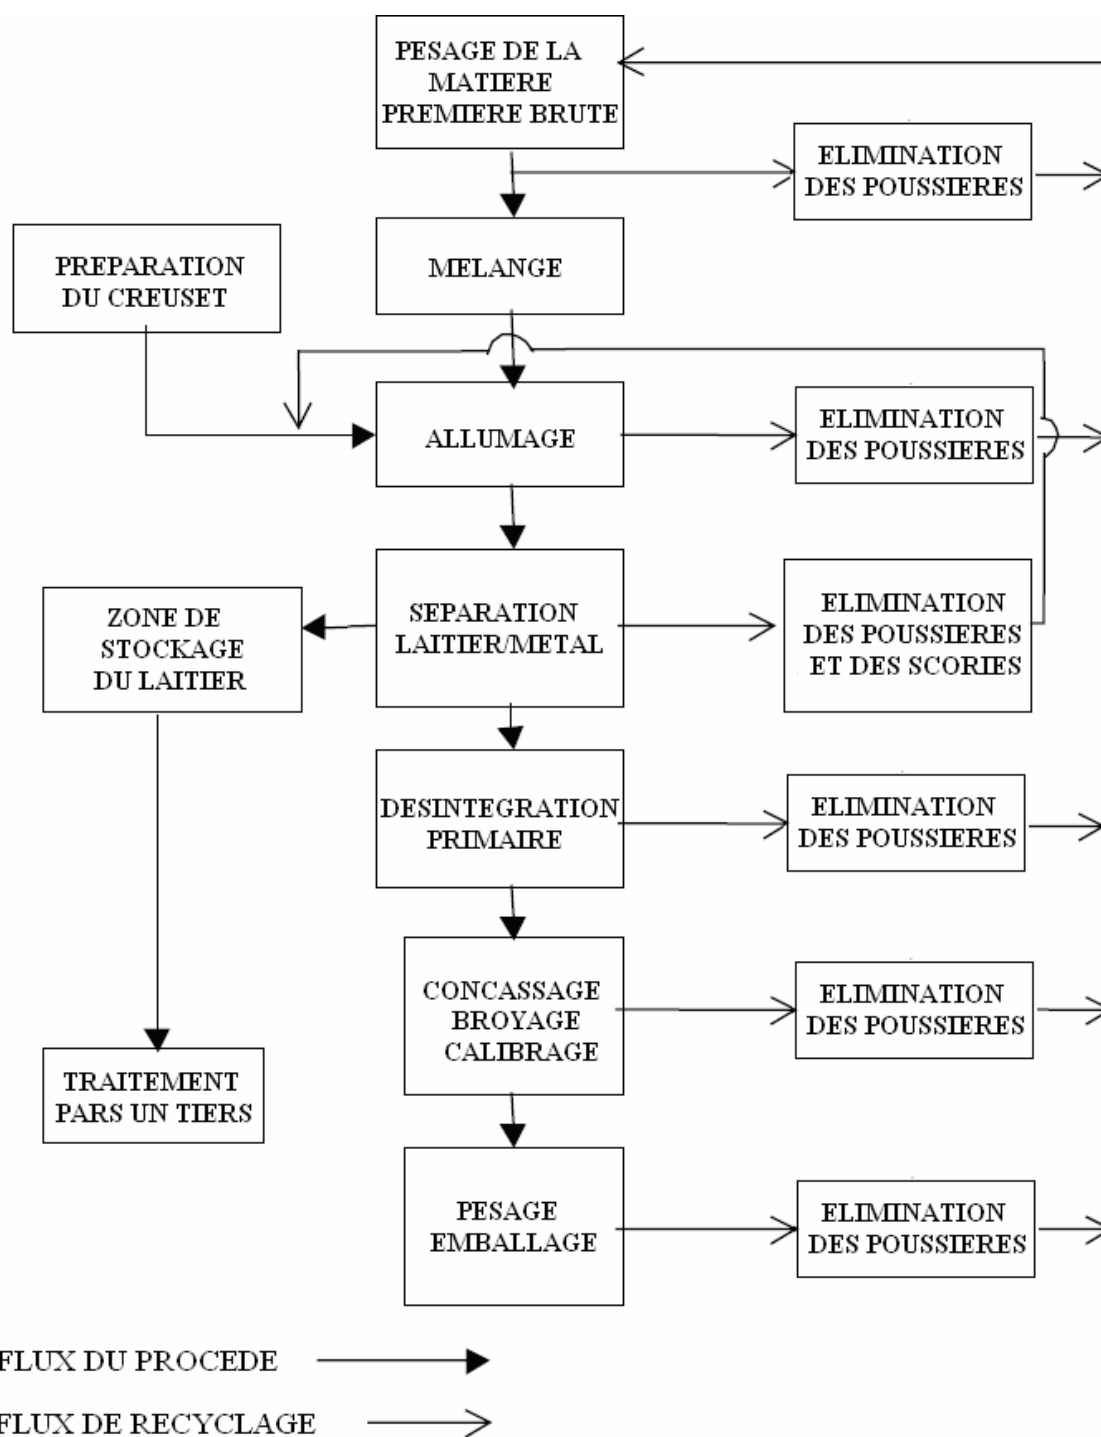 PESAGE DE LA
MATIERE
PREMIERE BRUTE
ELIMINATION
DES POUSSIERES
PREPARATION
DU CREUSET
MELANGE
ALLUMAGE
ELIMINATION
DES POUSSIERES
ZONE DE
STOCKAGE
DU LAITIER
SEPARATION
LAITIER/METAL
ELIMINATION
DES POUSSIERES
ET DES SCORIES
DESINTEGRATION
PRIMAIRE
ELIMINATION
DES POUSSIERES
CONCASSAGE
BROYAGE
CALIBRAGE
ELIMINATION
DES POUSSIERES
TRAITEMENT
PARS UN TIERS
PESAGE
EMBALLAGE
ELIMINATION
DES POUSSIERES
FLUX DU PROCEDE
FLUX DE RECYCLAGE